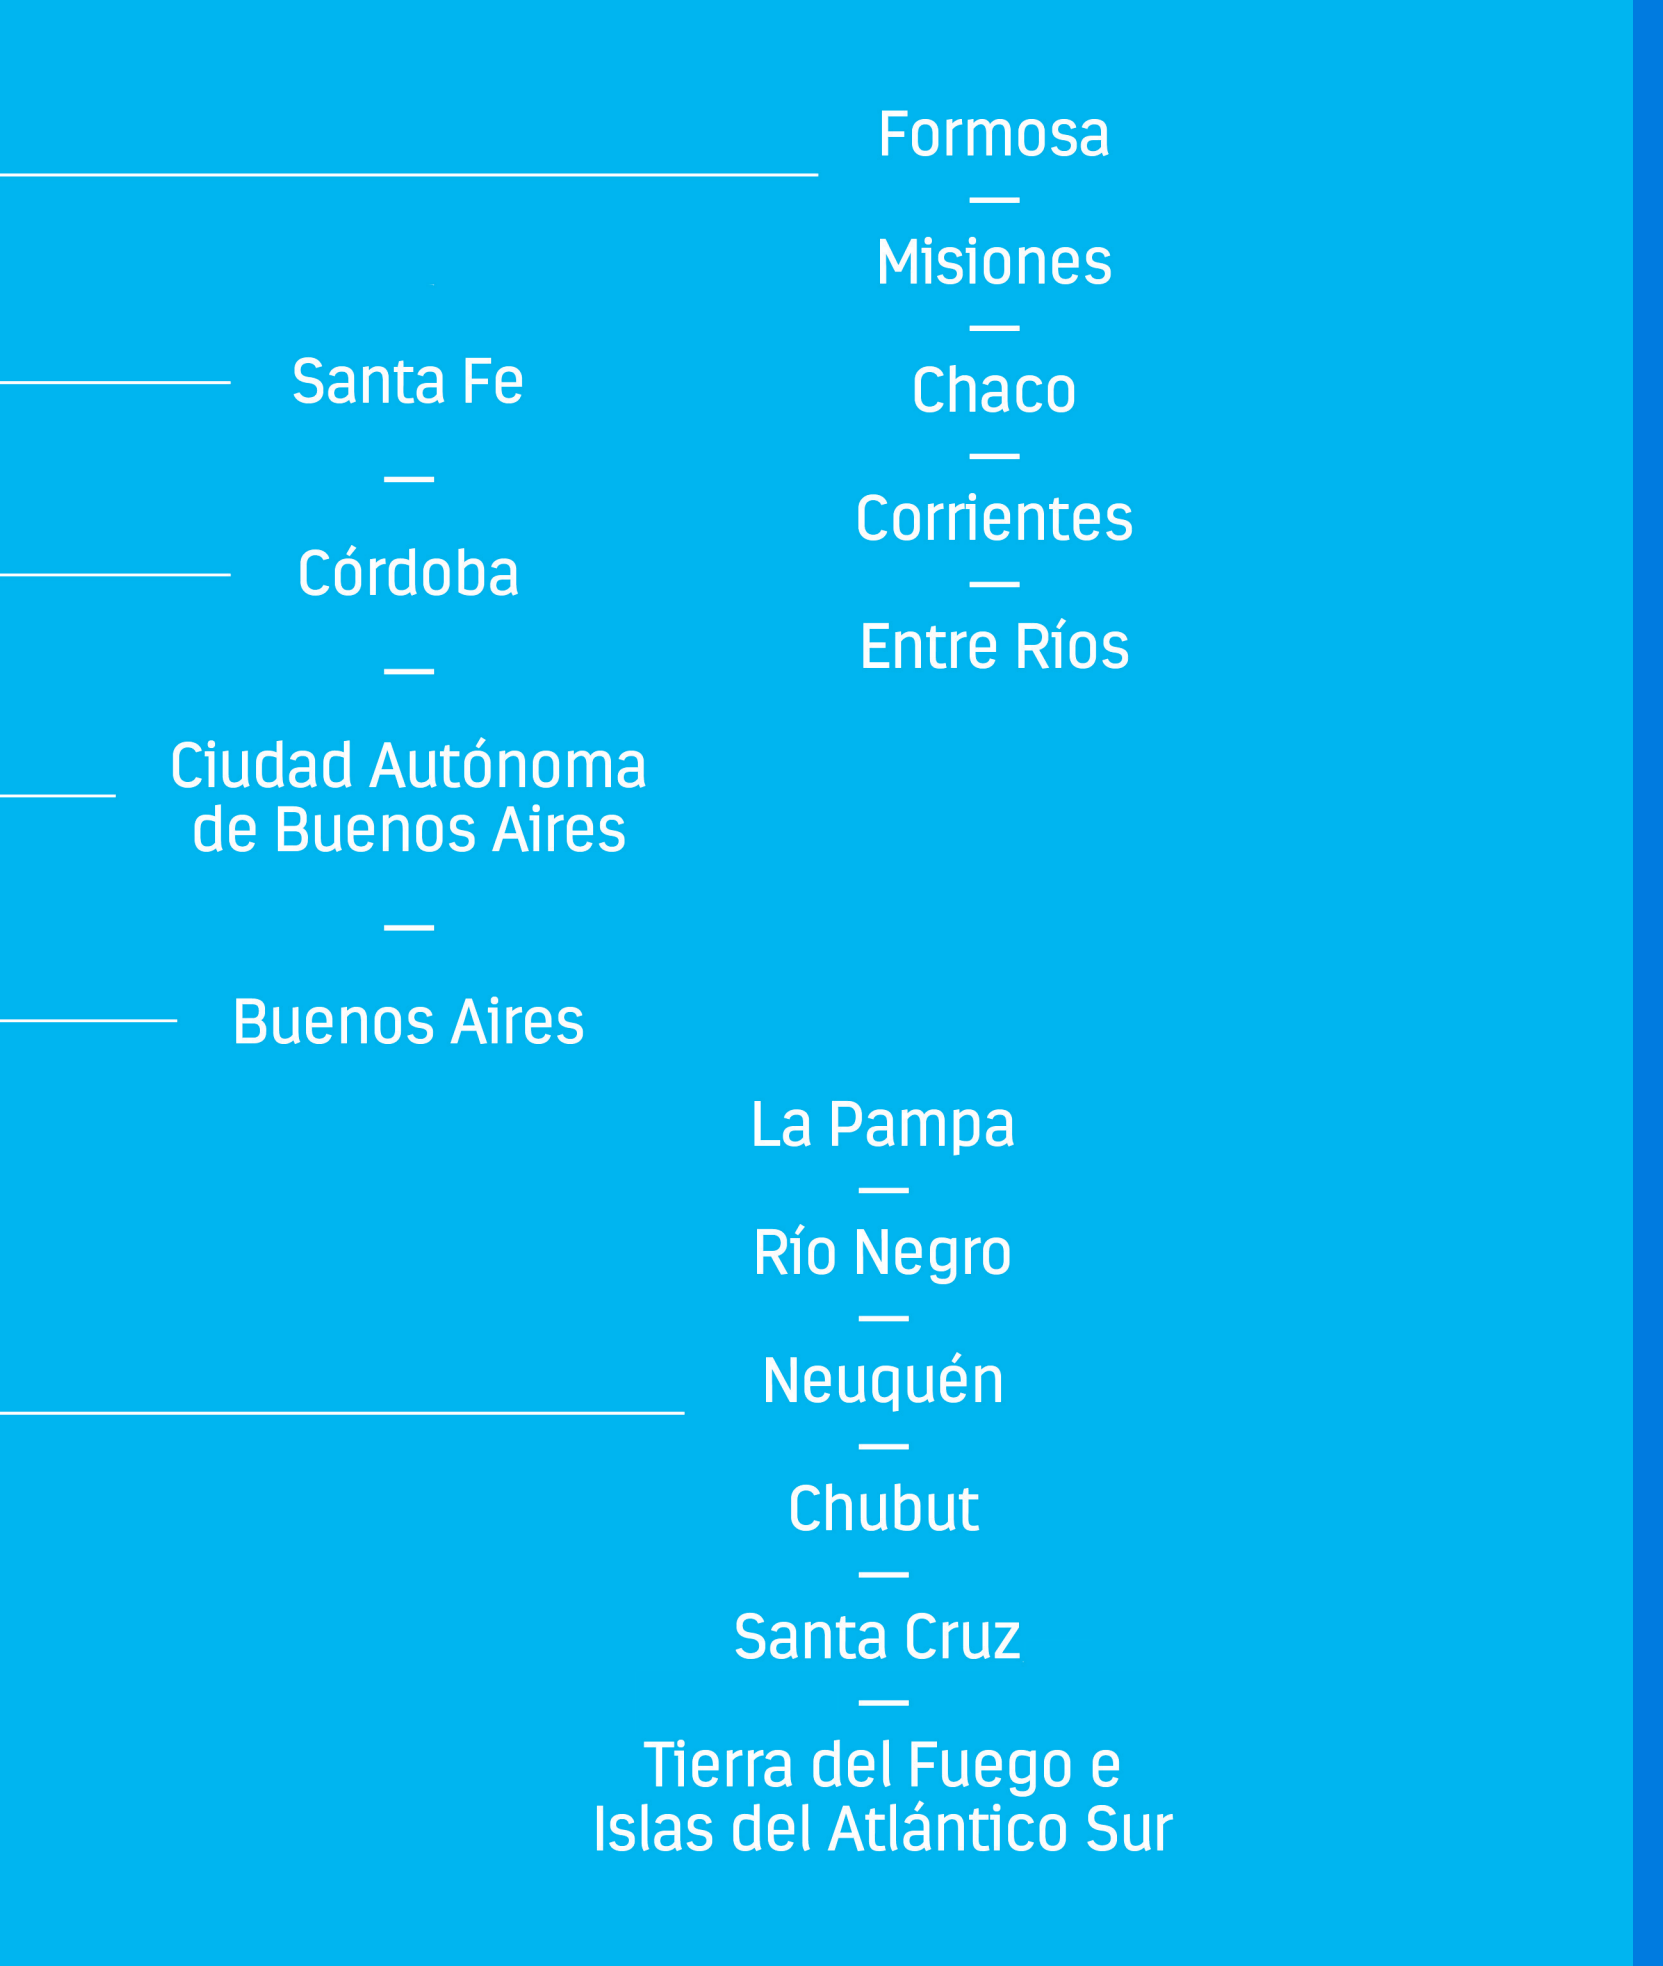 Formosa
—
Misiones
—
Chaco
—
Corrientes
—
Entre Ríos
Santa Fe
—
Córdoba
—
Ciudad Autónoma
de Buenos Aires
—
Buenos Aires
La Pampa
—
Río Negro
—
Neuquén
—
Chubut
—
Santa Cruz
—
Tierra del Fuego e
Islas del Atlántico Sur